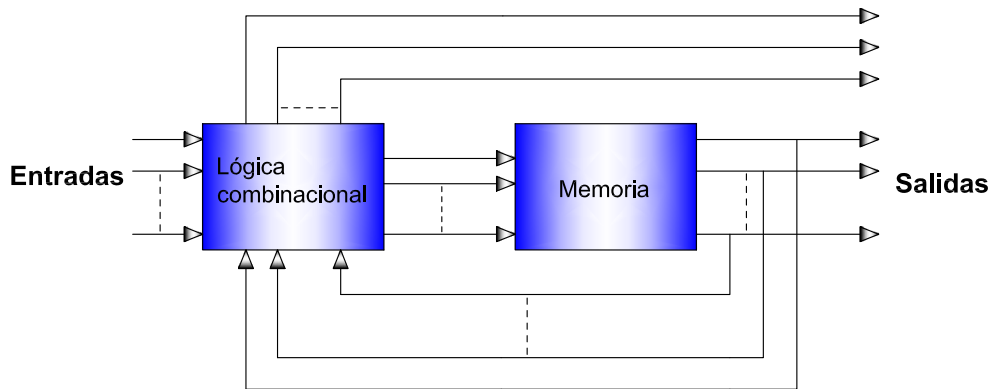 Entradas
Lógica
combinacional
Memoria
Salidas